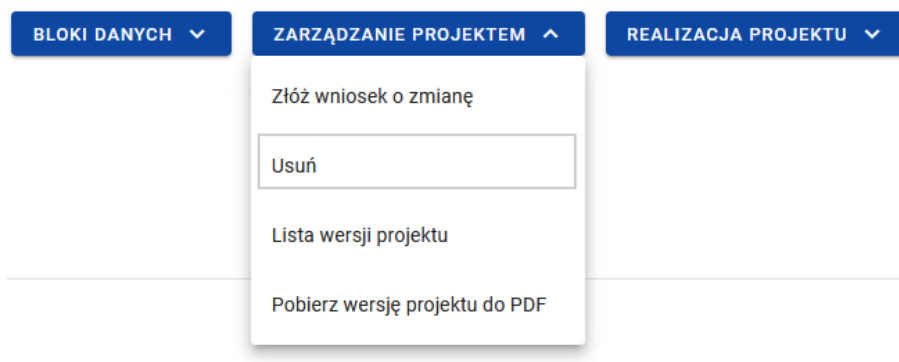 BLOKI DANYCH
ZARZĄDZANIE PROJEKTEM
REALIZACJA PROJEKTU
Złóż wniosek o zmianę
Usuń
Lista wersji projektu
Pobierz wersję projektu do PDF